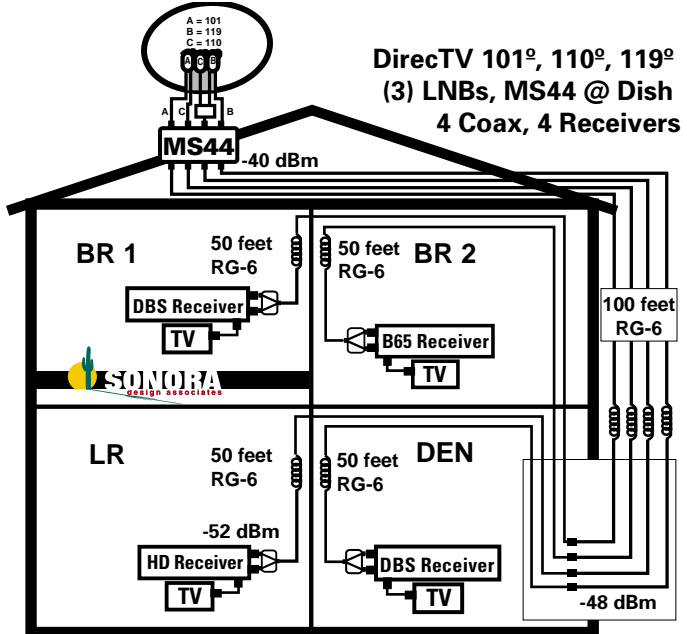 A = 101
B = 119
C = 110
A C B
A C B
DirecTV 101º, 110º, 119º
(3) LNBs, MS44 @ Dish
4 Coax, 4 Receivers
MS44
-40 dBm
BR 1
50 feet
RG-6
DBS Receiver
TV
50 feet
RG-6
BR 2
B65 Receiver
TV
100 feet
RG-6
SONORA
design associates
LR
50 feet
RG-6
-52 dBm
HD Receiver
TV
50 feet
RG-6
DEN
DBS Receiver
TV
-48 dBm